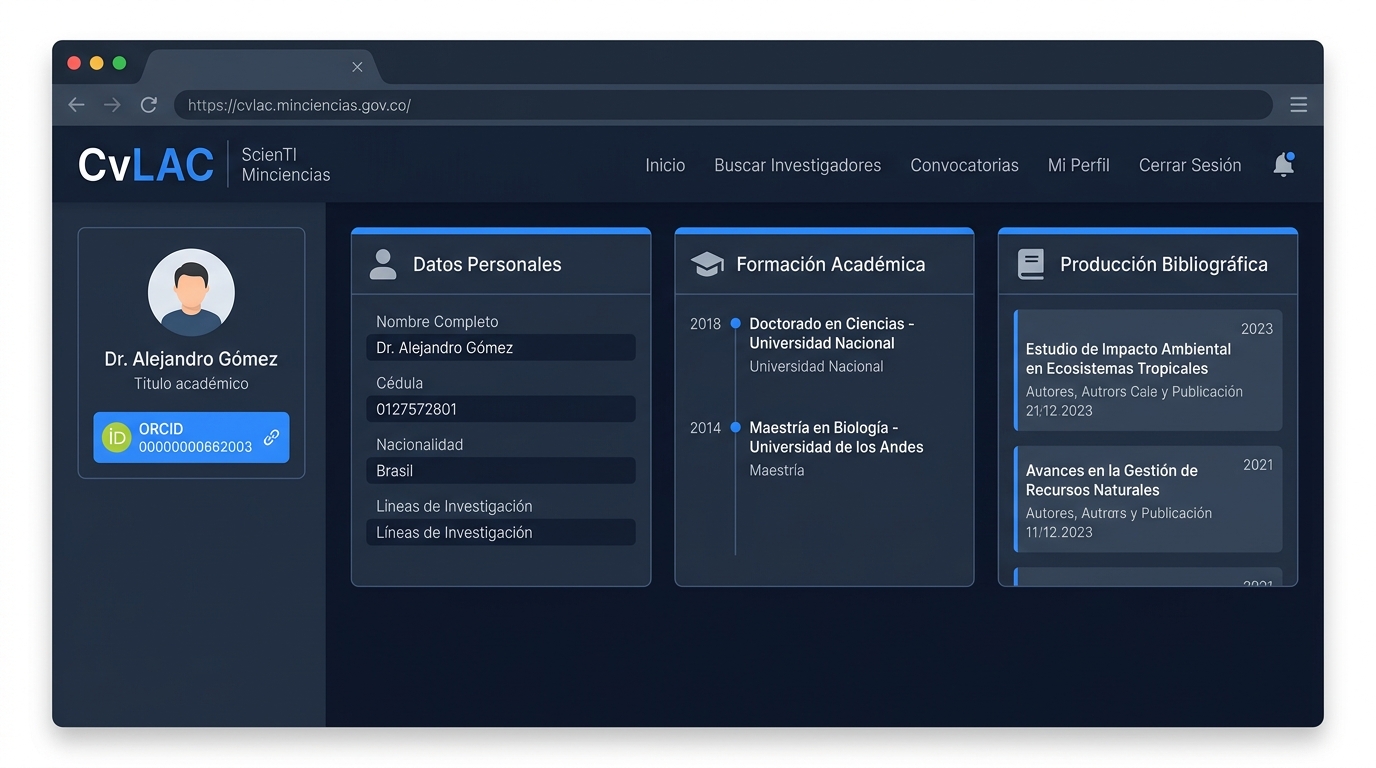 https://cvlac.minciencias.gov.co/
CvLAC
ScienTI
Minciencias
Inicio
Buscar Investigadores
Convocatorias
Mi Perfil
Cerrar Sesión
Dr. Alejandro Gómez
Titulo académico
iD
ORCID
00000000662003
Datos Personales
Nombre Completo
Dr. Alejandro Gómez
Cédula
0127572801
Nacionalidad
Brasil
Lineas de Investigación
Líneas de Investigación
Formación Académica
2018
Doctorado en Ciencias -
Universidad Nacional
Universidad Nacional
2014
Maestría en Biología -
Universidad de los Andes
Maestría
Producción Bibliográfica
2023
Estudio de Impacto Ambiental
en Ecosistemas Tropicales
Autores, Autrors Cale y Publicación
21/12 2023
2021
Avances en la Gestión de
Recursos Naturales
Autores, Autrors y Publicación
11/12.2023